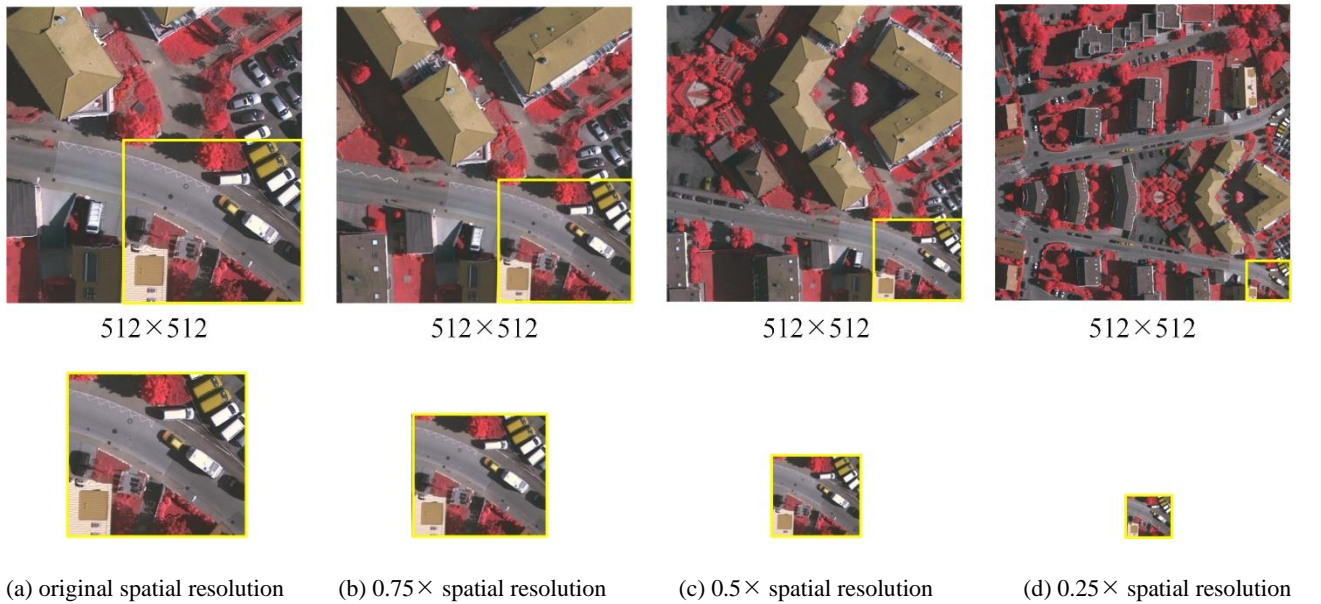 512×512 512×512 512×512 512×512
(a) original spatial resolution (b) 0.75× spatial resolution (c) 0.5× spatial resolution (d) 0.25× spatial resolution